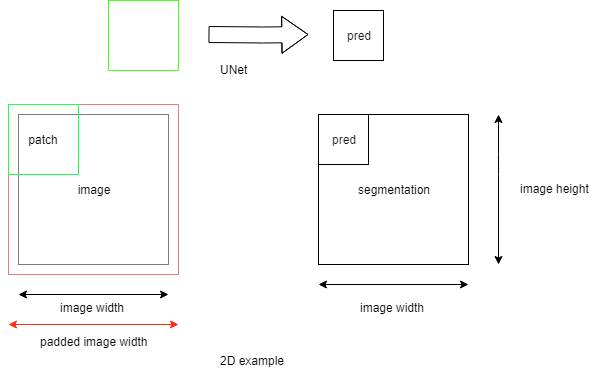 pred
UNet
patch
image
pred
segmentation
image height
image width
image width
padded image width
2D example